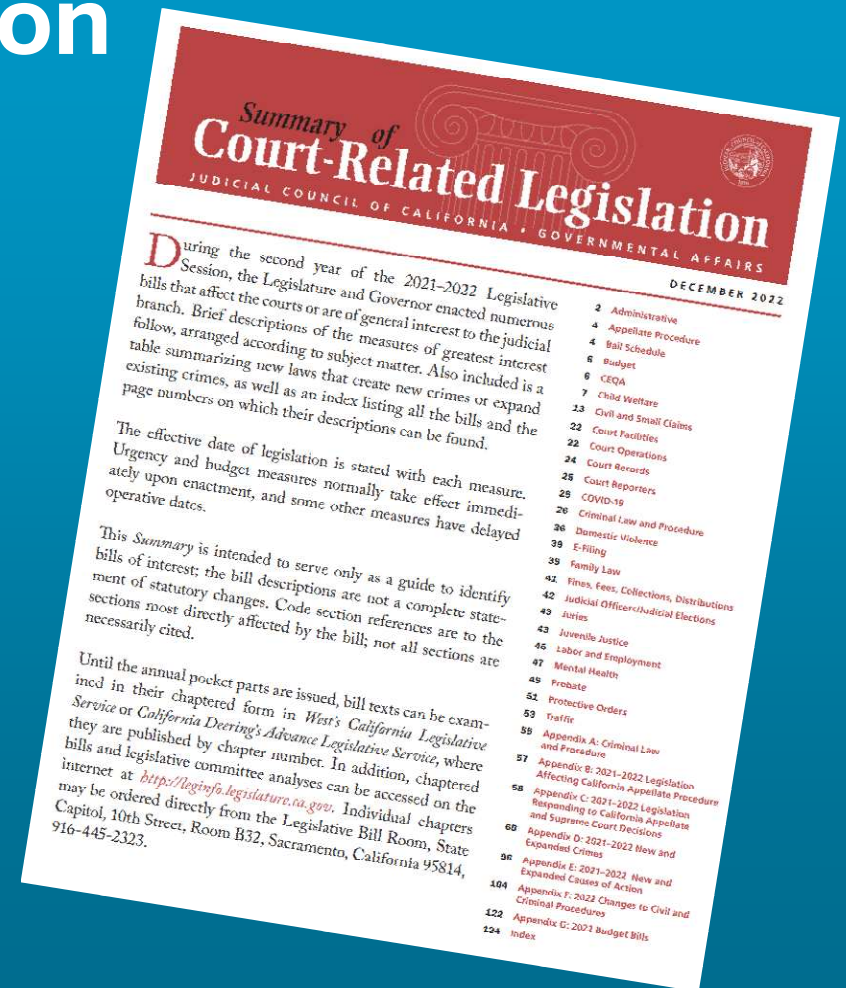 on
Summary of
Court-Related Legislation
JUDICIAL COUNCIL OF CALIFORNIA • GOVERNMENTAL AFFAIRS
DECEMBER 2022
During the second year of the 2021–2022 Legislative
Session, the Legislature and Governor enacted numerous
bills that affect the courts or are of general interest to the judicial
branch. Brief descriptions of the measures of greatest interest
follow, arranged according to subject matter. Also included is a
table summarizing new laws that create new crimes or expand
existing crimes, as well as an index listing all the bills and the
page numbers on which their descriptions can be found.
The effective date of legislation is stated with each measure.
Urgency and budget measures normally take effect immedi-
ately upon enactment, and some other measures have delayed
operative dates.
This Summary is intended to serve only as a guide to identify
bills of interest; the bill descriptions are not a complete state-
ment of statutory changes. Code section references are to the
sections most directly affected by the bill; not all sections are
necessarily cited.
Until the annual pocket parts are issued, bill texts can be exam-
ined in their chaptered form in West's California Legislative
Service or California Deering's Advance Legislative Service, where
they are published by chapter number. In addition, chaptered
bills and legislative committee analyses can be accessed on the
internet at http://leginfo.legislature.ca.gov. Individual chapters
may be ordered directly from the Legislative Bill Room, State
Capitol, 10th Street, Room B32, Sacramento, California 95814,
916-445-2323.
2 Administrative
4 Appellate Procedure
4 Bail Schedule
Budget
6 CEQA
7 Child Welfare
13 Civil and Small Claims
22 Court Facilities
22 Court Operations
24 Court Records
25 Court Reporters
25 COVID-19
26 Criminal Law and Procedure
36 Domestic Violence
39 E-Filing
39 Family Law
41 Fines, Fees, Collections, Distributions
42 Judicial Officers/Judicial Elections
43 Juries
43 Juvenile Justice
46 Labor and Employment
47 Mental Health
49 Probate
51 Protective Orders
53 Traffic
55 Appendix A: Criminal Law
and Procedure
57 Appendix B: 2021–2022 Legislation
Affecting California Appellate Procedure
Appendix C: 2021–2022 Legislation
Responding to California Appellate
and Supreme Court Decisions
Appendix D: 2021–2022 New and
Expanded Crimes
96 Appendix E: 2021–2022 New and
Expanded Causes of Action
104 Appendix F: 2022 Changes to Civil and
Criminal Procedures
122 Appendix G: 2022 Budget Bills
Index